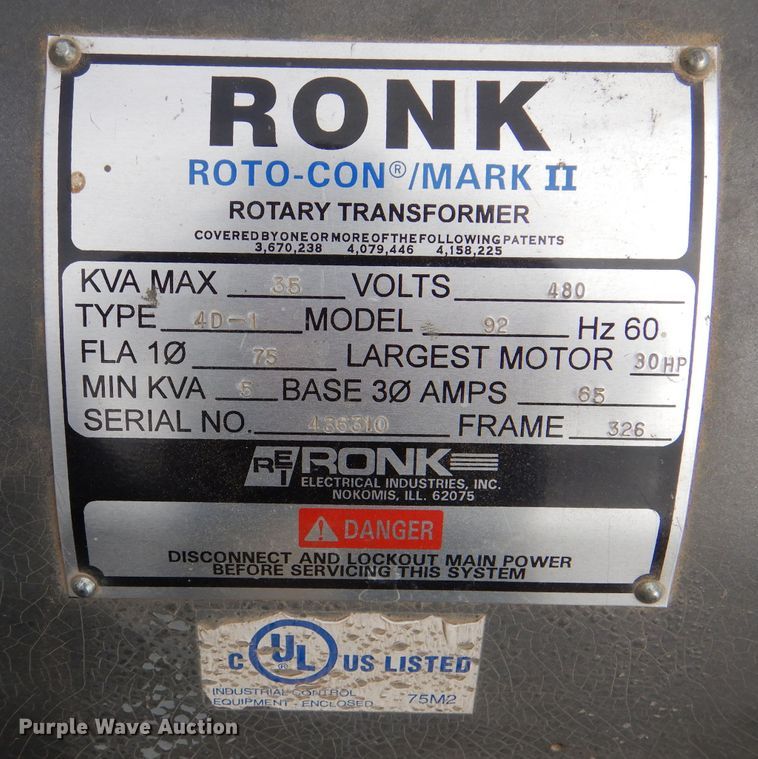 RONK
ROTO-CON®/MARK II
ROTARY TRANSFORMER
COVERED BY ONE OR MORE OF THE FOLLOWING PATENTS
3,670,238 4,079,446 4,158,225
KVA MAX 35 VOLTS 480
TYPE 4D-1 MODEL 92 Hz 60
FLA 1Ø 75 LARGEST MOTOR 30HP
MIN KVA 5 BASE 3Ø AMPS 65
SERIAL NO. 436310 FRAME 326
REI RONK
ELECTRICAL INDUSTRIES, INC.
NOKOMIS, ILL. 62075
DANGER
DISCONNECT AND LOCKOUT MAIN POWER
BEFORE SERVICING THIS SYSTEM
C UL ® US LISTED
INDUSTRIAL CONTROL
EQUIPMENT - ENCLOSED 75M2
Purple Wave Auction